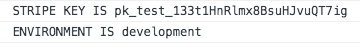 STRIPE KEY IS pk_test_133t1HnRlmx8BsuHJvuQT7ig
ENVIRONMENT IS development